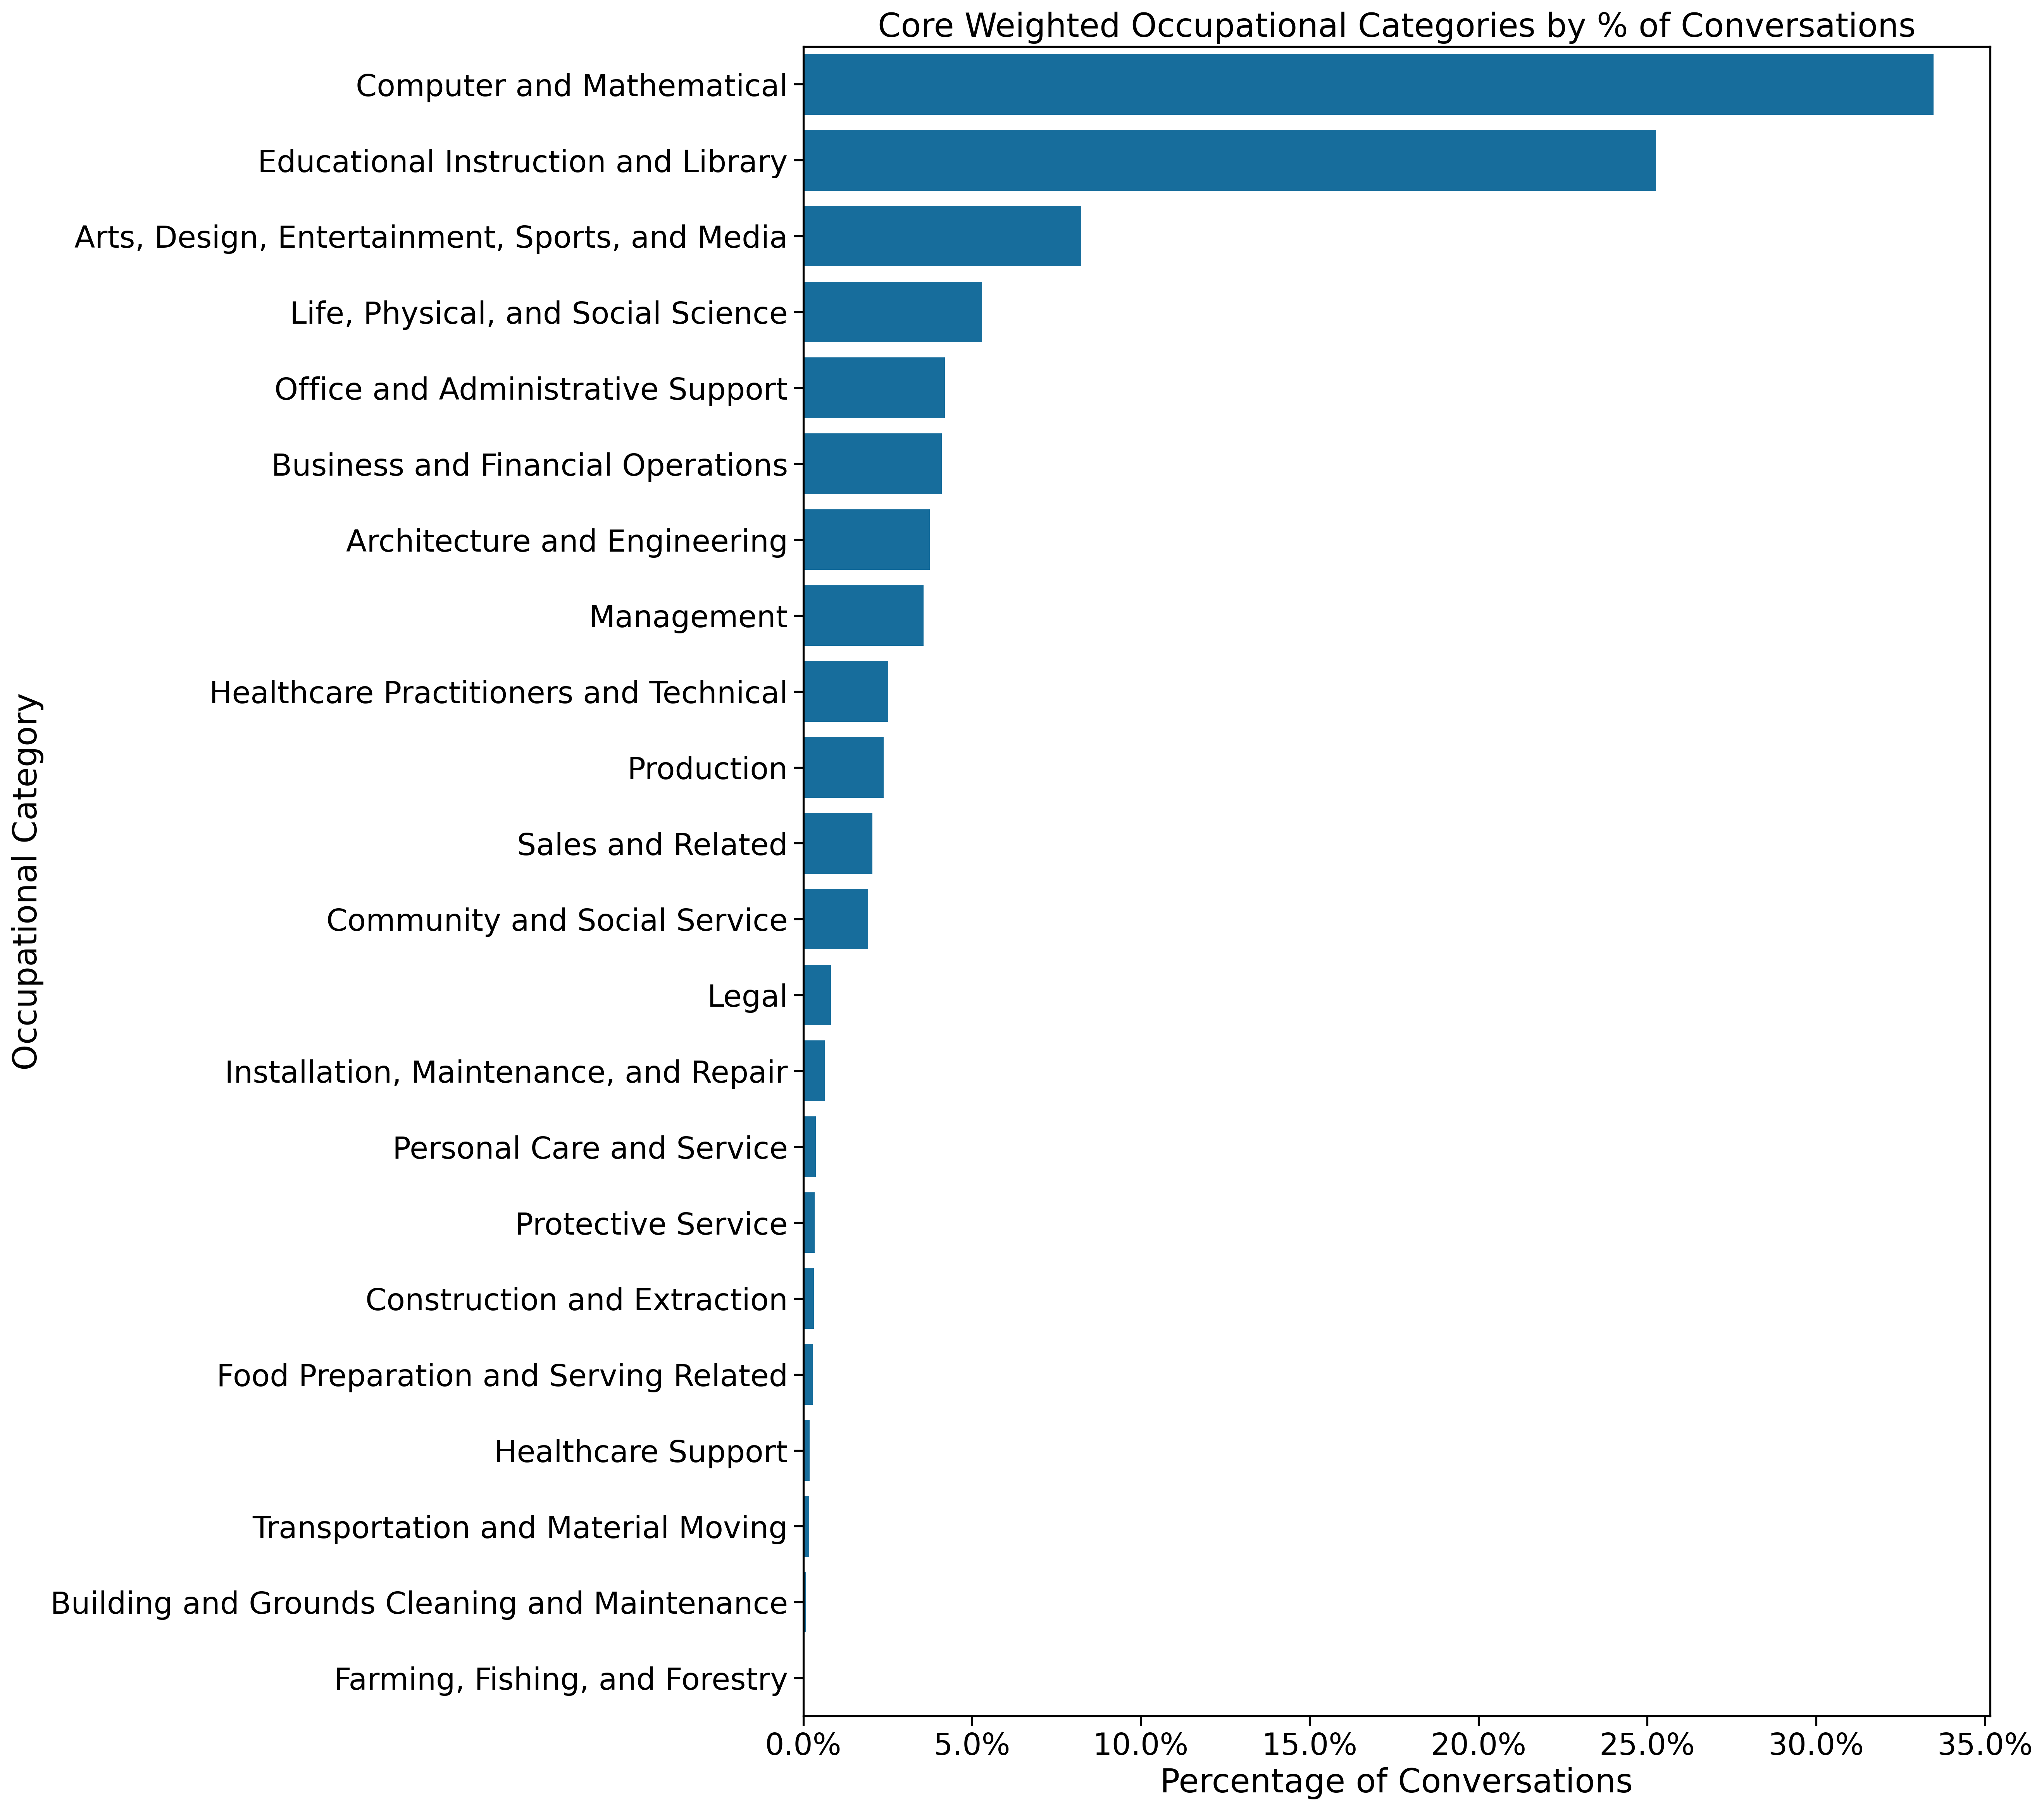 Core Weighted Occupational Categories by % of Conversations
Occupational Category
Computer and Mathematical
Educational Instruction and Library
Arts, Design, Entertainment, Sports, and Media
Life, Physical, and Social Science
Office and Administrative Support
Business and Financial Operations
Architecture and Engineering
Management
Healthcare Practitioners and Technical
Production
Sales and Related
Community and Social Service
Legal
Installation, Maintenance, and Repair
Personal Care and Service
Protective Service
Construction and Extraction
Food Preparation and Serving Related
Healthcare Support
Transportation and Material Moving
Building and Grounds Cleaning and Maintenance
Farming, Fishing, and Forestry
0.0% 5.0% 10.0% 15.0% 20.0% 25.0% 30.0% 35.0%
Percentage of Conversations